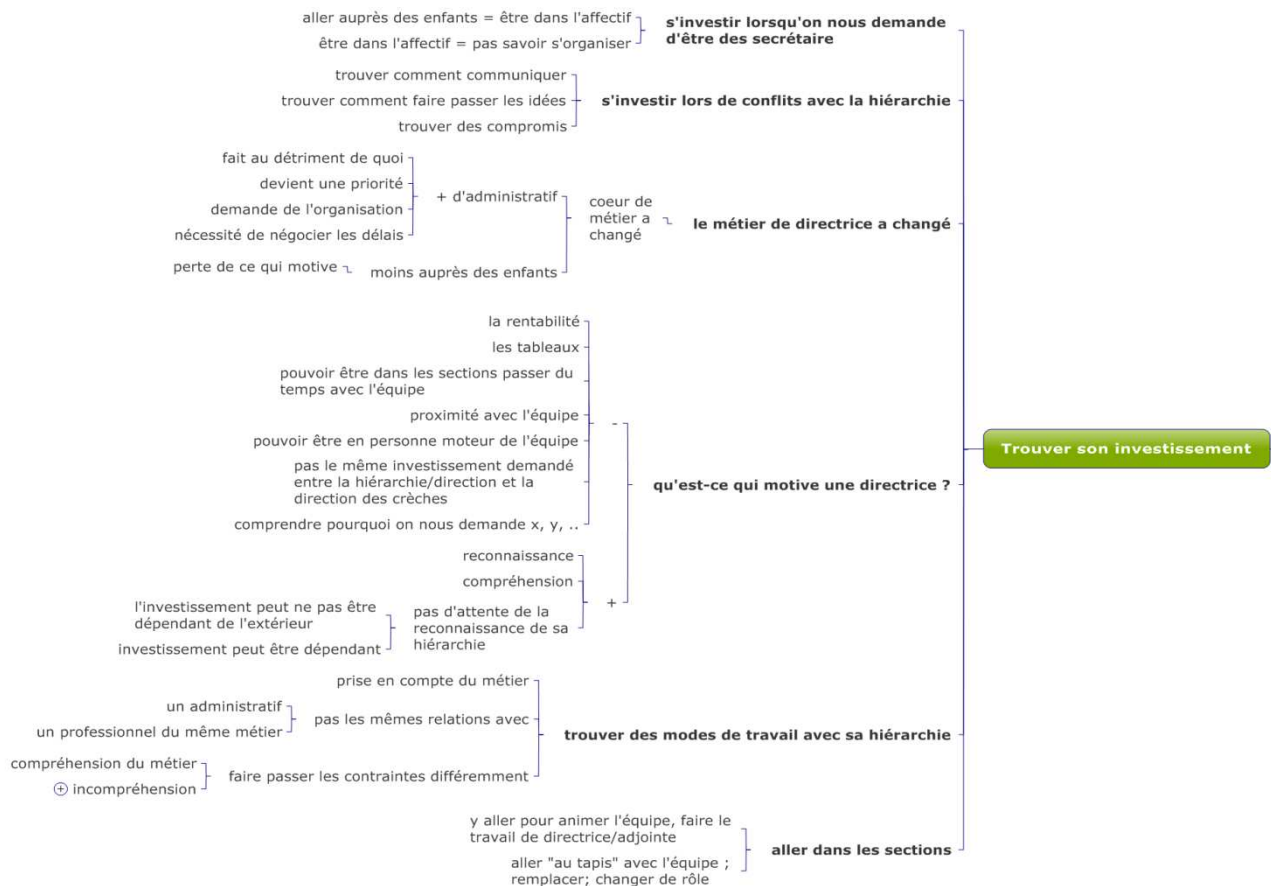 aller auprès des enfants = être dans l'affectif
être dans l'affectif = pas savoir s'organiser
s'investir lorsqu'on nous demande
d'être des secrétaire
trouver comment communiquer
trouver comment faire passer les idées
trouver des compromis
s'investir lors de conflits avec la hiérarchie
fait au détriment de quoi
devient une priorité
demande de l'organisation
nécessité de négocier les délais
+ d'administratif
perte de ce qui motive
moins auprès des enfants
coeur de
métier a
changé
le métier de directrice a changé
la rentabilité
les tableaux
pouvoir être dans les sections passer du
temps avec l'équipe
proximité avec l'équipe
pouvoir être en personne moteur de l'équipe
pas le même investissement demandé
entre la hiérarchie/direction et la
direction des crèches
comprendre pourquoi on nous demande x, y, ..
-
reconnaissance
compréhension
l'investissement peut ne pas être
dépendant de l'extérieur
investissement peut être dépendant
pas d'attente de la
reconnaissance de sa
hiérarchie
+
qu'est-ce qui motive une directrice ?
Trouver son investissement
prise en compte du métier
un administratif
un professionnel du même métier
pas les mêmes relations avec
compréhension du métier
incompréhension
faire passer les contraintes différemment
trouver des modes de travail avec sa hiérarchie
y aller pour animer l'équipe, faire le
travail de directrice/adjointe
aller "au tapis" avec l'équipe ;
remplacer; changer de rôle
aller dans les sections